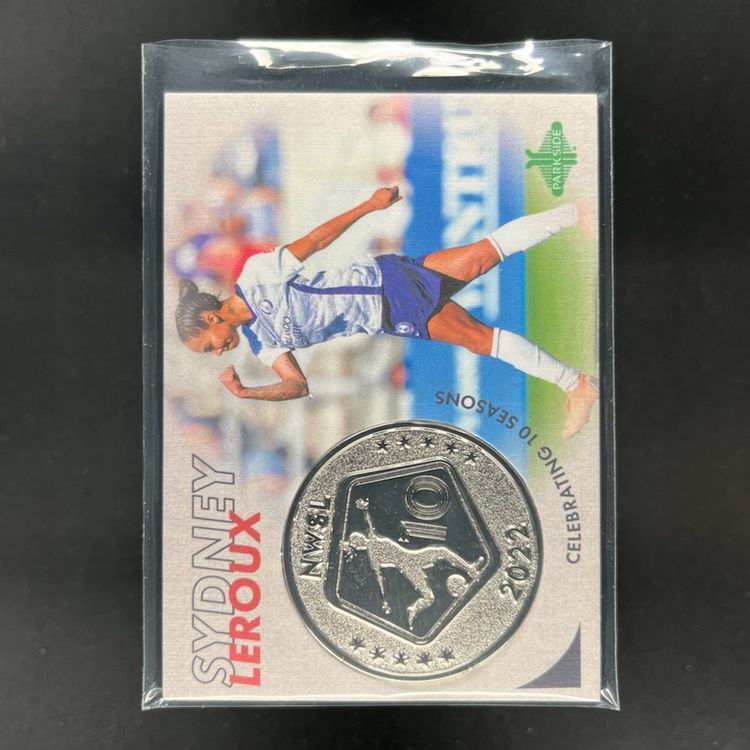 PARKSIDE
SYDNEY
LEROUX
CELEBRATING 10 SEASONS
NWSL
10
2022